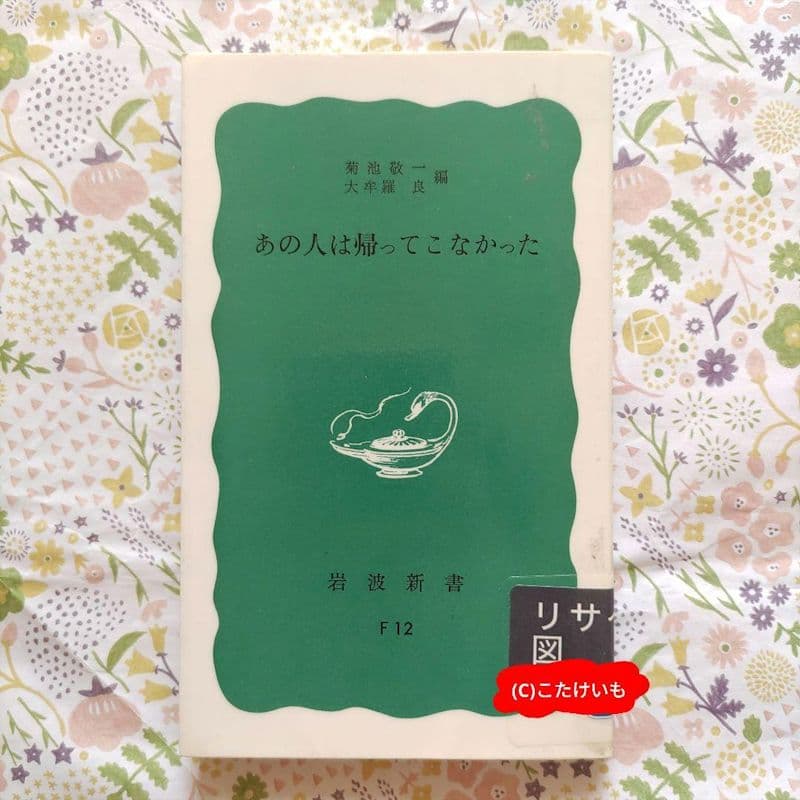 菊池敬一
大牟羅良 編
あの人は帰ってこなかった
岩波新書
F12
リサイ
図
(C)こたけいも